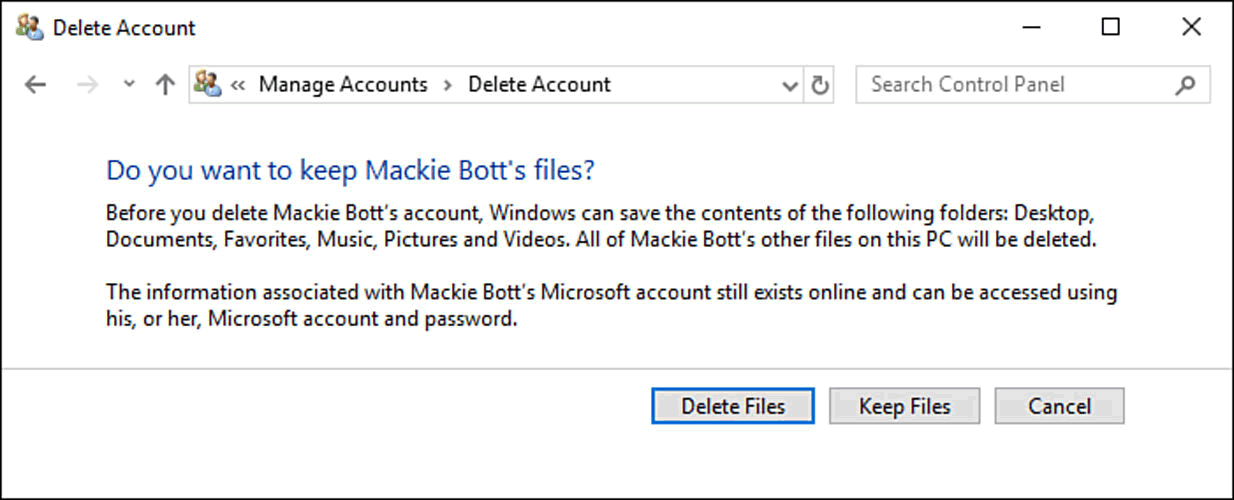 Delete Account
« Manage Accounts › Delete Account
Search Control Panel
Do you want to keep Mackie Bott's files?
Before you delete Mackie Bott's account, Windows can save the contents of the following folders: Desktop,
Documents, Favorites, Music, Pictures and Videos. All of Mackie Bott's other files on this PC will be deleted.
The information associated with Mackie Bott's Microsoft account still exists online and can be accessed using
his, or her, Microsoft account and password.
Delete Files
Keep Files
Cancel